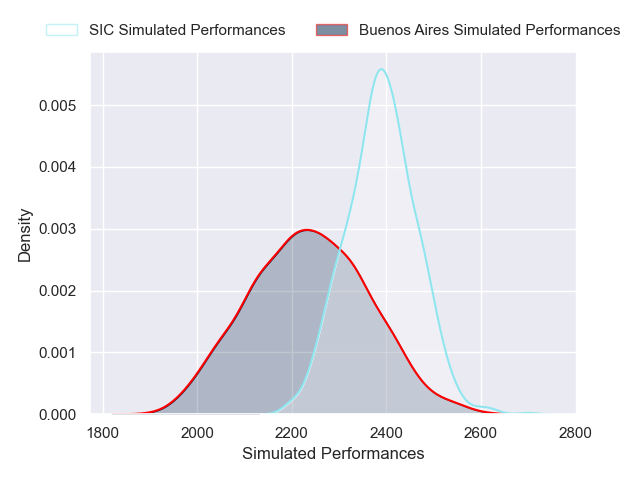 SIC Simulated Performances
Buenos Aires Simulated Performances
0.005
0.004
0.003
0.002
0.001
0.000
Density
1800 2000 2200 2400 2600 2800
Simulated Performances